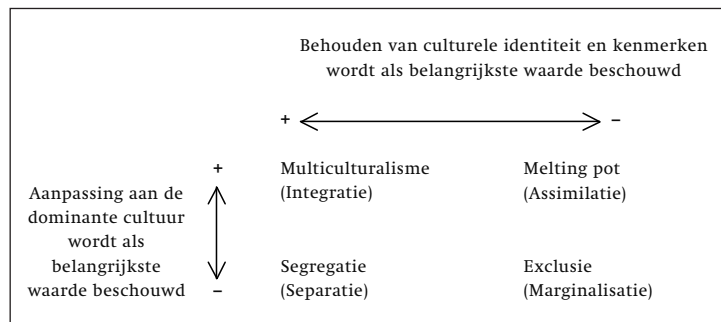 Behouden van culturele identiteit en kenmerken
wordt als belangrijkste waarde beschouwd
+ –
+ Multiculturalisme Melting pot
(Integratie) (Assimilatie)
Aanpassing aan de
dominante cultuur
wordt als
belangrijkste
waarde beschouwd
– Segregatie Exclusie
(Separatie) (Marginalisatie)